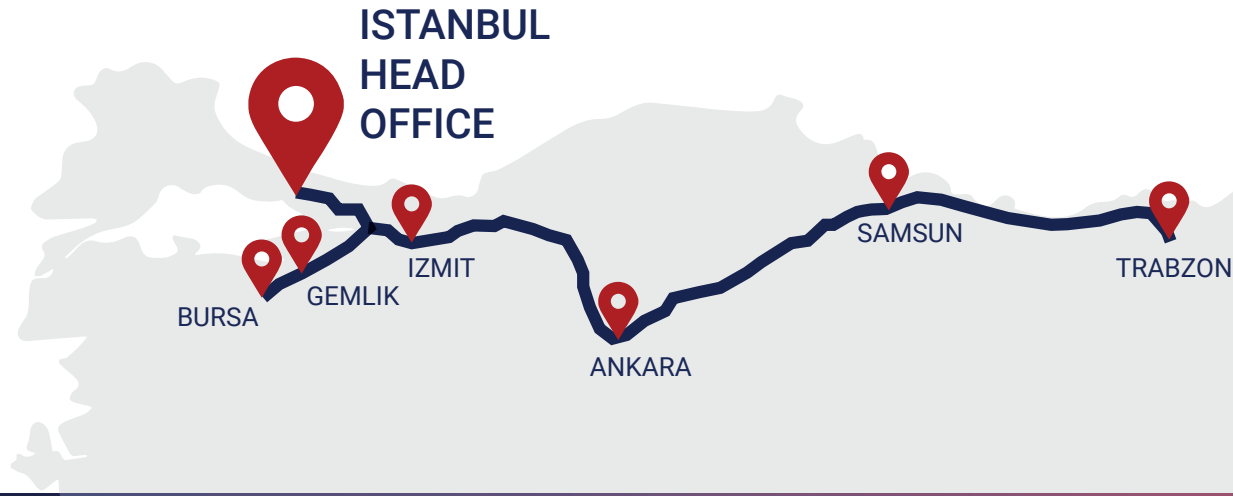 ISTANBUL
HEAD
OFFICE
SAMSUN
IZMIT
TRABZON
GEMLIK
BURSA
ANKARA